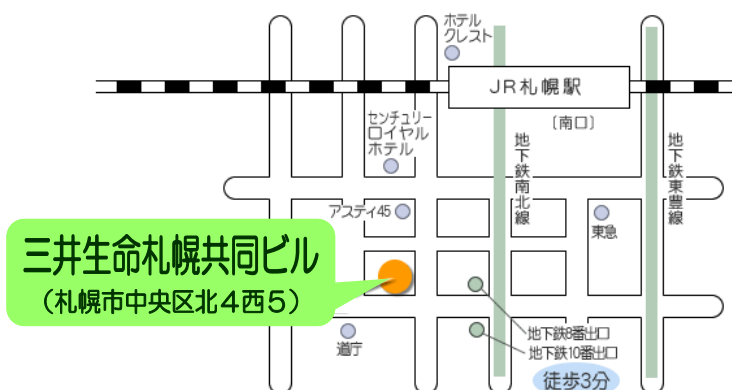 ホテル
クレスト
JR札幌駅
〔南口〕
センチュリー
ロイヤル
ホテル
地下鉄南北線
地下鉄東豊線
アスティ45
東急
三井生命札幌共同ビル
（札幌市中央区北4西5）
道庁
地下鉄8番出口
地下鉄10番出口
徒歩3分